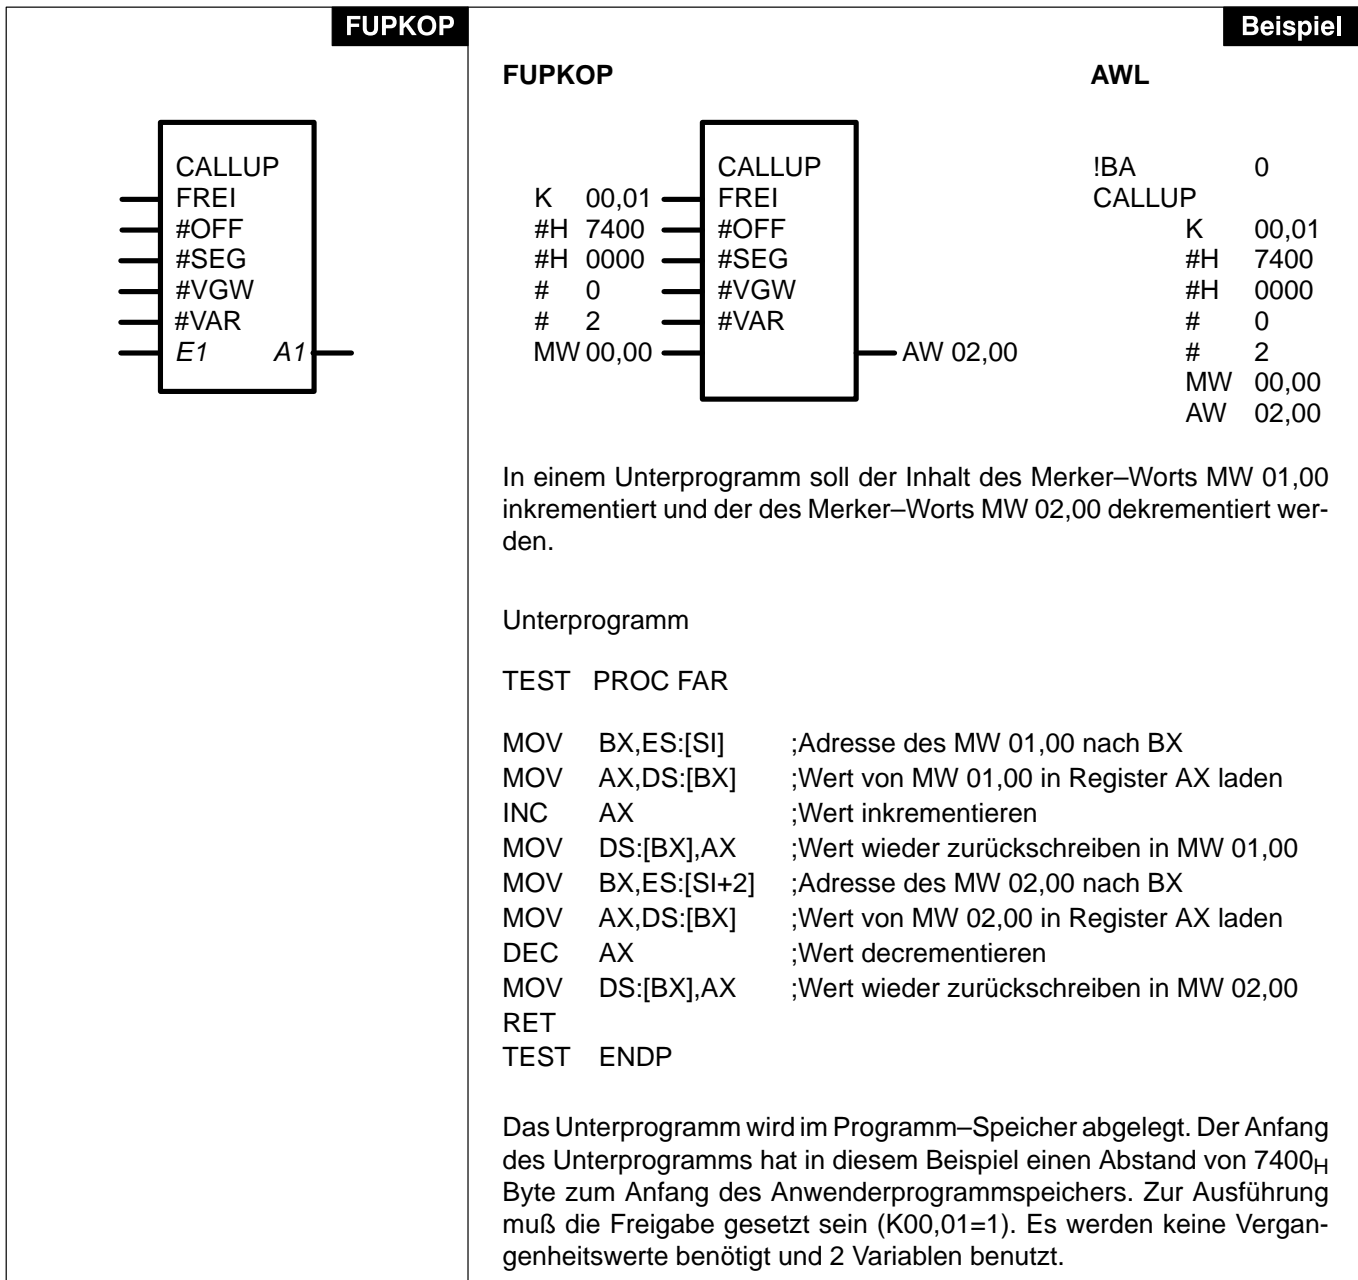 FUPKOP
CALLUP
FREI
#OFF
#SEG
#VGW
#VAR
E1 A1
Beispiel
FUPKOP AWL
CALLUP
K 00,01 FREI
#H 7400 #OFF
#H 0000 #SEG
# 0 #VGW
# 2 #VAR
MW 00,00 AW 02,00
!BA 0
CALLUP
K 00,01
#H 7400
#H 0000
# 0
# 2
MW 00,00
AW 02,00
In einem Unterprogramm soll der Inhalt des Merker–Worts MW 01,00
inkrementiert und der des Merker–Worts MW 02,00 dekrementiert wer-
den.
Unterprogramm
TEST PROC FAR
MOV BX,ES:[SI] ;Adresse des MW 01,00 nach BX
MOV AX,DS:[BX] ;Wert von MW 01,00 in Register AX laden
INC AX ;Wert inkrementieren
MOV DS:[BX],AX ;Wert wieder zurückschreiben in MW 01,00
MOV BX,ES:[SI+2] ;Adresse des MW 02,00 nach BX
MOV AX,DS:[BX] ;Wert von MW 02,00 in Register AX laden
DEC AX ;Wert decrementieren
MOV DS:[BX],AX ;Wert wieder zurückschreiben in MW 02,00
RET
TEST ENDP
Das Unterprogramm wird im Programm–Speicher abgelegt. Der Anfang
des Unterprogramms hat in diesem Beispiel einen Abstand von 7400H
Byte zum Anfang des Anwenderprogrammspeichers. Zur Ausführung
muß die Freigabe gesetzt sein (K00,01=1). Es werden keine Vergan-
genheitswerte benötigt und 2 Variablen benutzt.